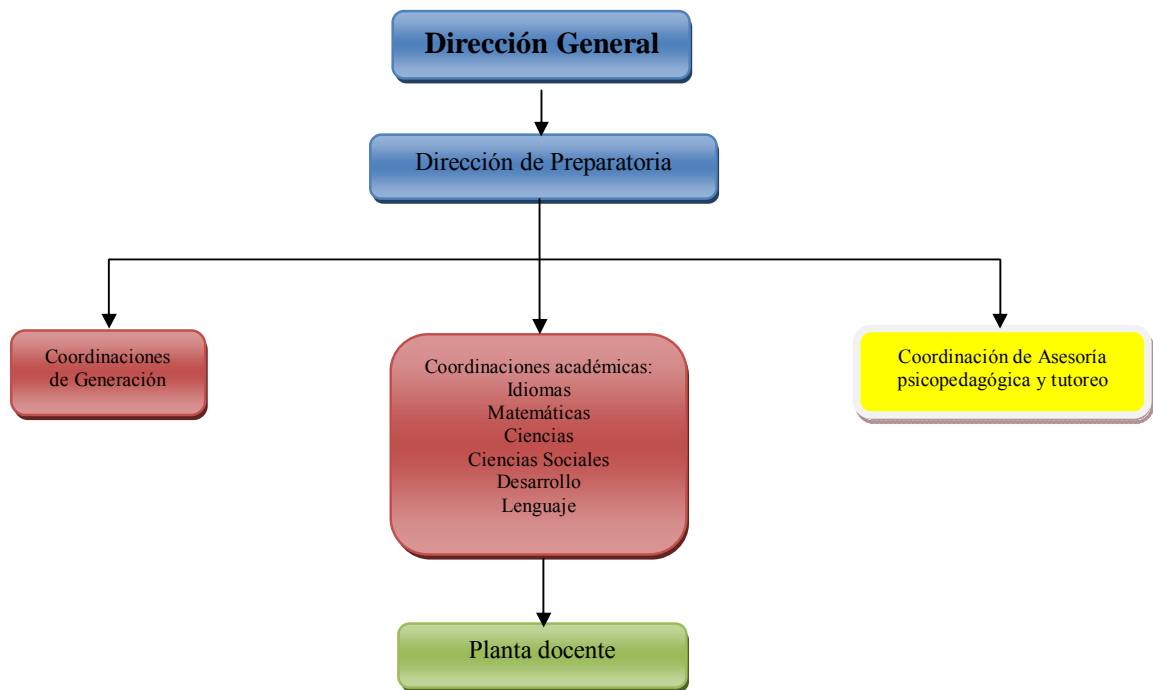 Dirección General
Dirección de Preparatoria
Coordinaciones
de Generación
Coordinaciones académicas:
Idiomas
Matemáticas
Ciencias
Ciencias Sociales
Desarrollo
Lenguaje
Coordinación de Asesoría
psicopedagógica y tutoreo
Planta docente